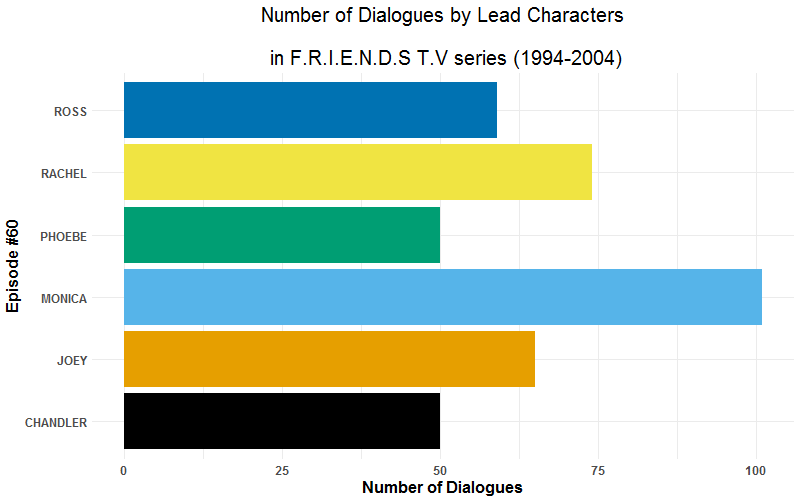 Number of Dialogues by Lead Characters
in F.R.I.E.N.D.S T.V series (1994-2004)
Episode #60
ROSS
RACHEL
PHOEBE
MONICA
JOEY
CHANDLER
0 25 50 75 100
Number of Dialogues